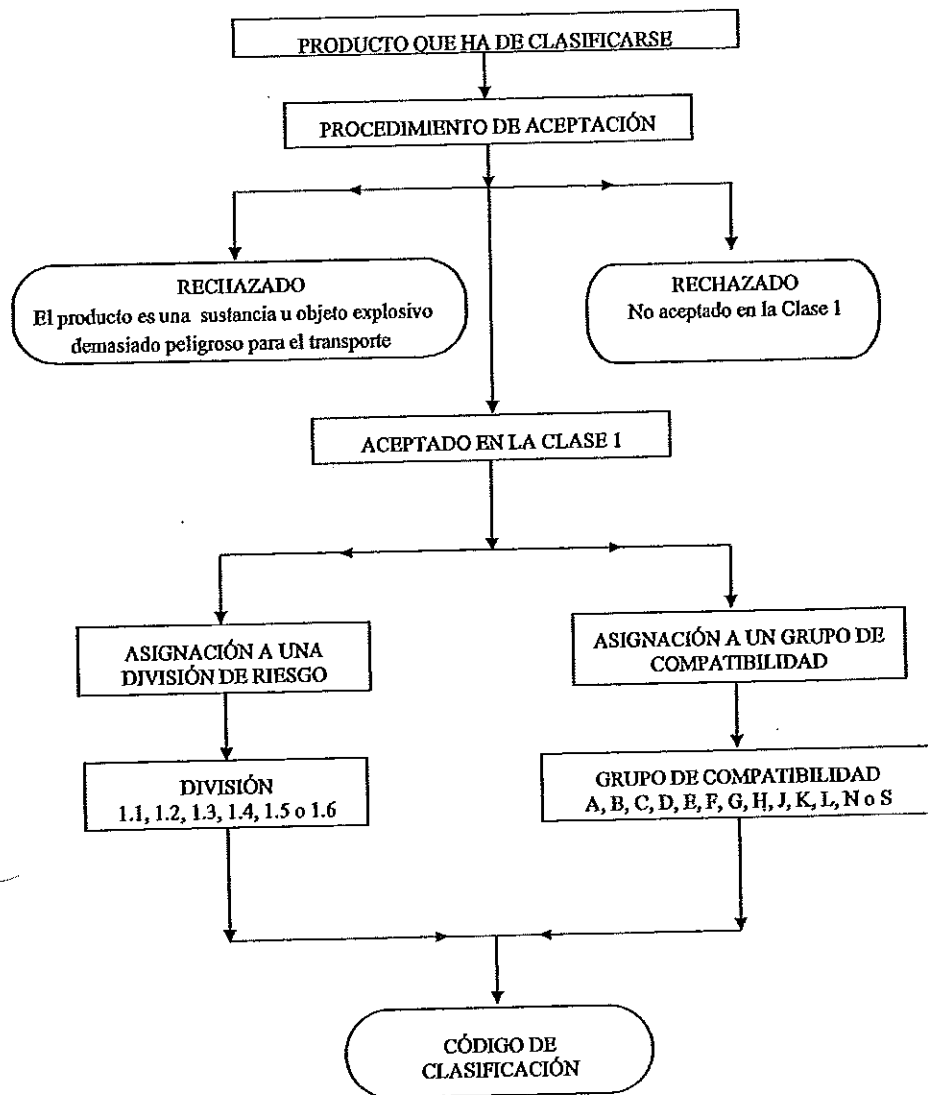 PRODUCTO QUE HA DE CLASIFICARSE
PROCEDIMIENTO DE ACEPTACIÓN
RECHAZADO
El producto es una sustancia u objeto explosivo
demasiado peligroso para el transporte
RECHAZADO
No aceptado en la Clase 1
ACEPTADO EN LA CLASE 1
ASIGNACIÓN A UNA
DIVISIÓN DE RIESGO
ASIGNACIÓN A UN GRUPO DE
COMPATIBILIDAD
DIVISIÓN
1.1, 1.2, 1.3, 1.4, 1.5 o 1.6
GRUPO DE COMPATIBILIDAD
A, B, C, D, E, F, G, H, J, K, L, N o S
CÓDIGO DE
CLASIFICACIÓN